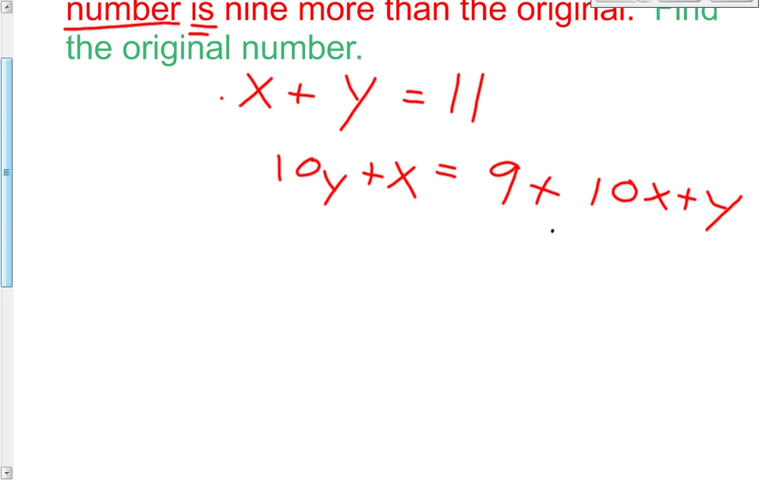 number is nine more than the original. Find
the original number.
x + y = 11
10y + x = 9 + 10x + y